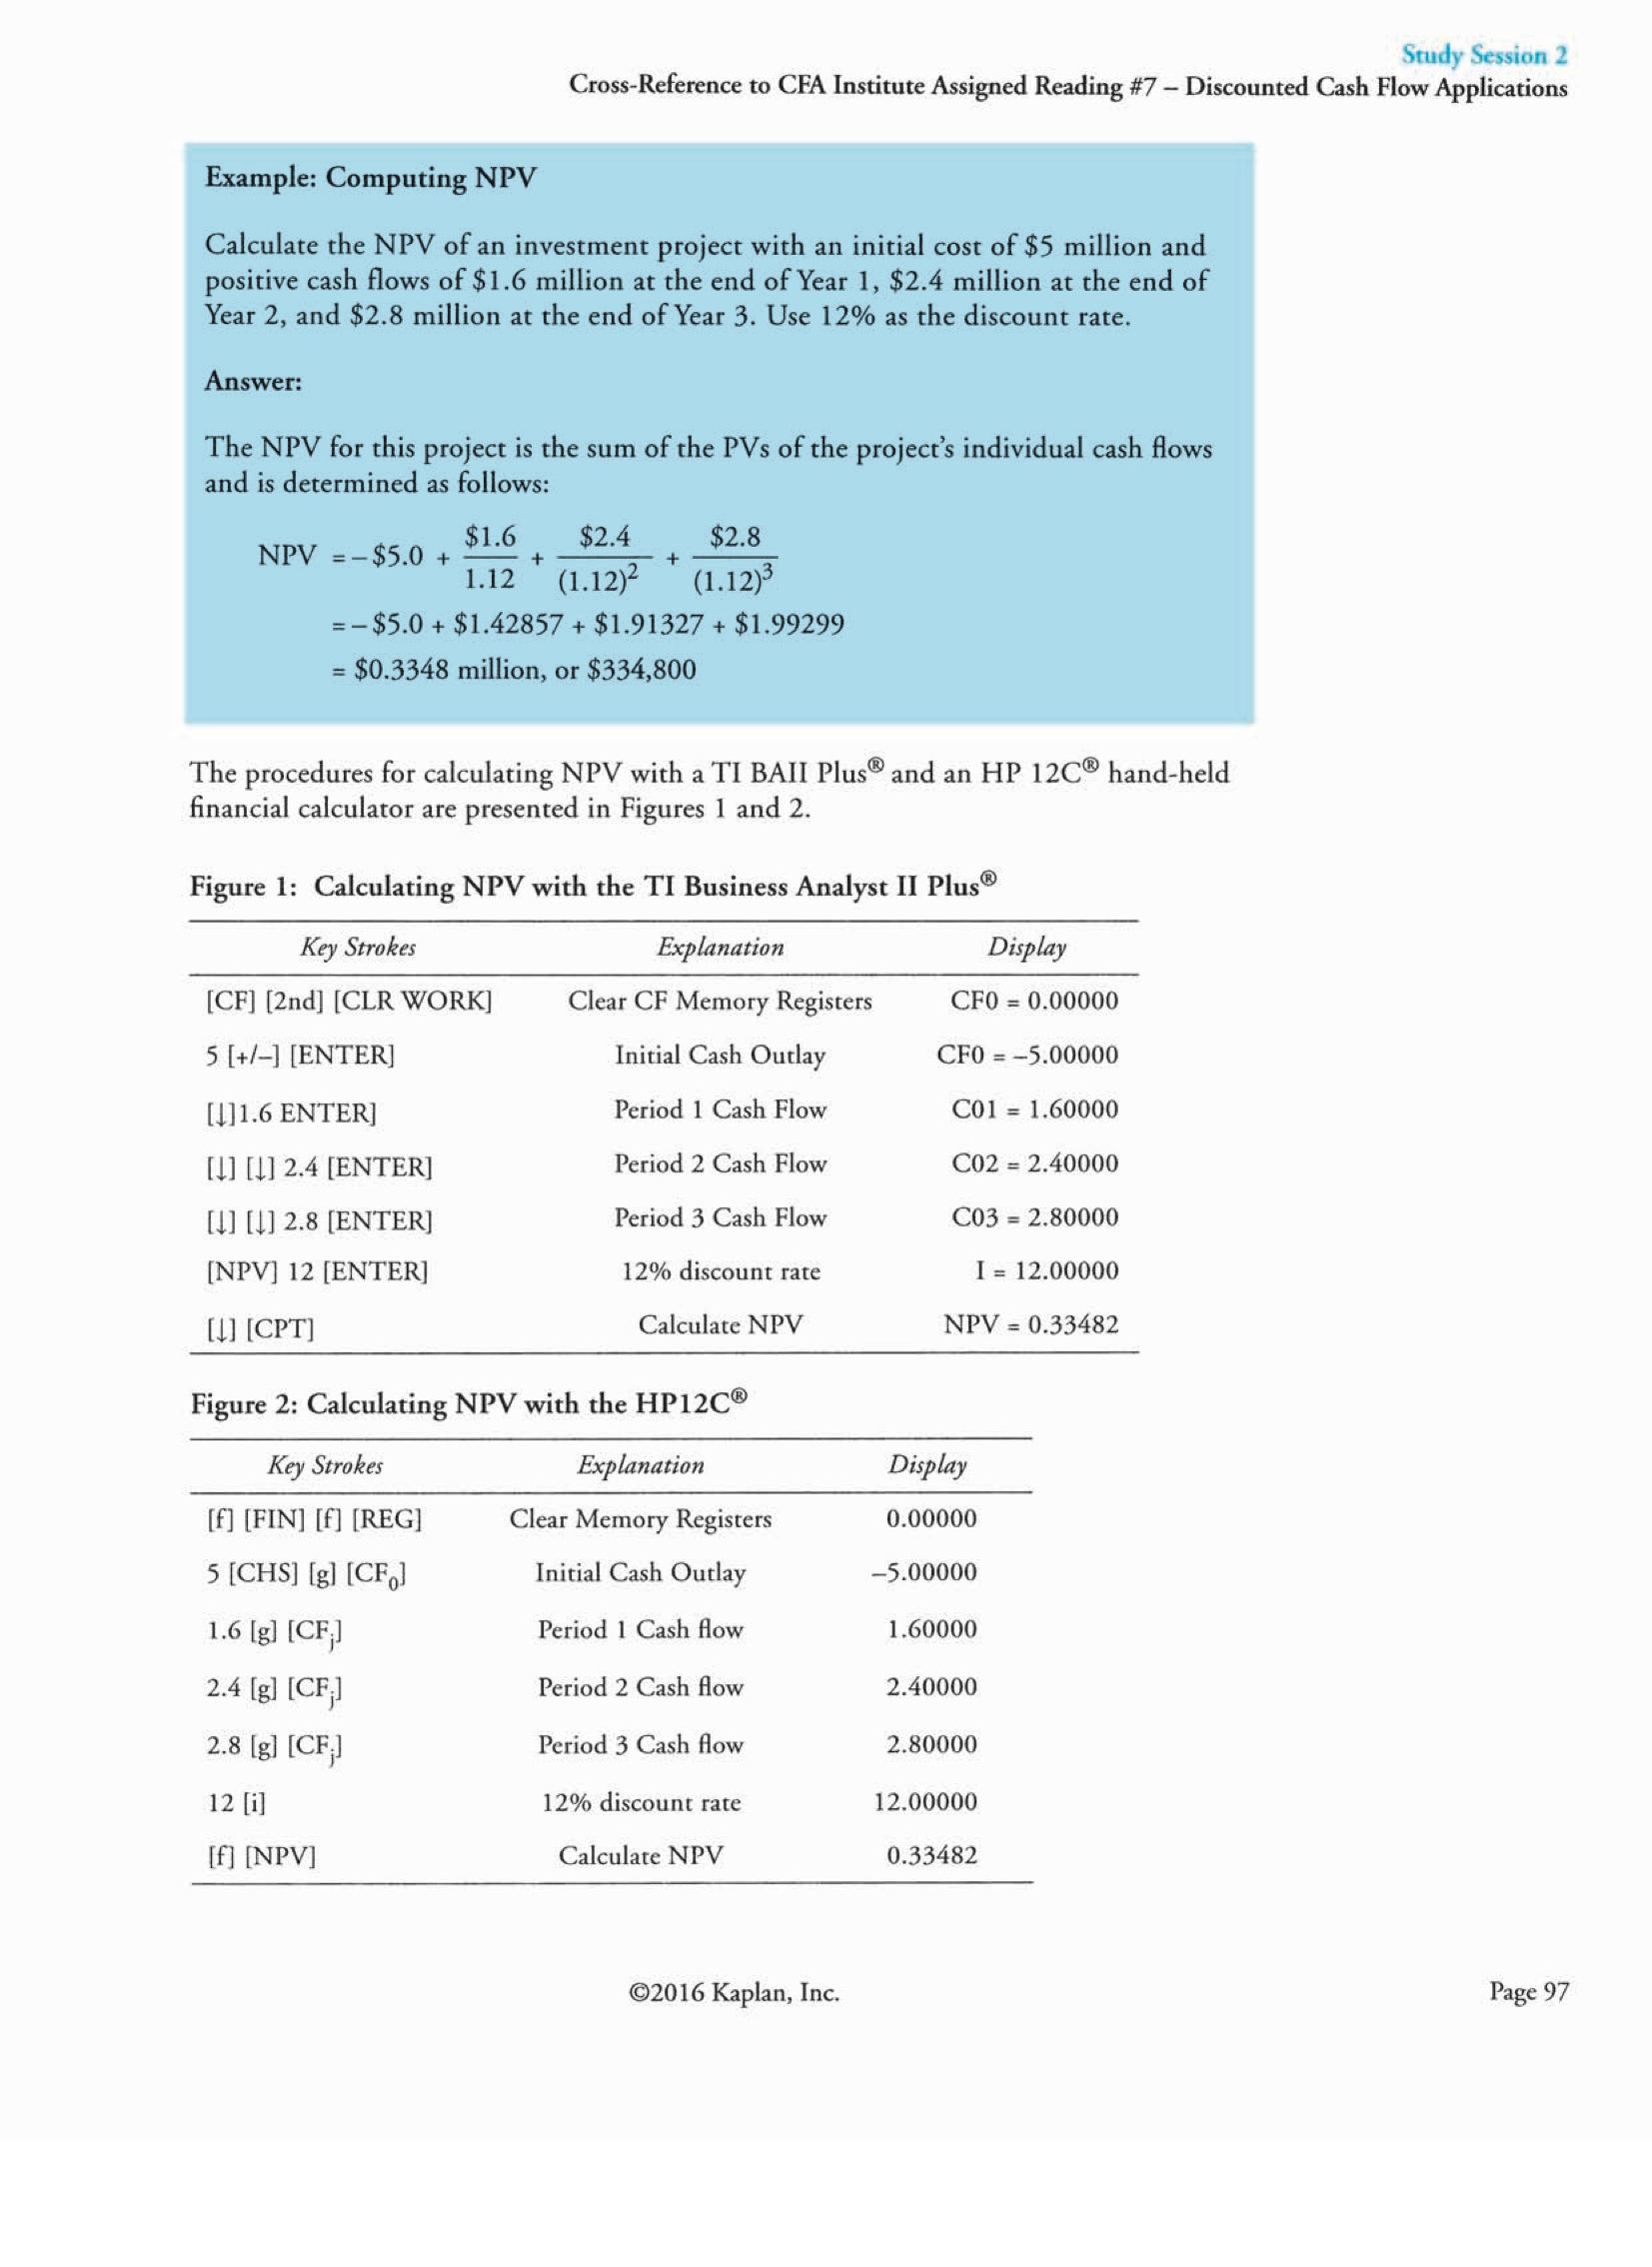 Study Session 2
Cross-Reference to CFA Institute Assigned Reading #7 – Discounted Cash Flow Applications
Example: Computing NPV
Calculate the NPV of an investment project with an initial cost of $5 million and
positive cash flows of $1.6 million at the end of Year 1, $2.4 million at the end of
Year 2, and $2.8 million at the end of Year 3. Use 12% as the discount rate.
Answer:
The NPV for this project is the sum of the PVs of the project's individual cash flows
and is determined as follows:
NPV = – $5.0 + $1.6 / 1.12 + $2.4 / (1.12)² + $2.8 / (1.12)³
= – $5.0 + $1.42857 + $1.91327 + $1.99299
= $0.3348 million, or $334,800
The procedures for calculating NPV with a TI BAII Plus® and an HP 12C® hand-held
financial calculator are presented in Figures 1 and 2.
Figure 1: Calculating NPV with the TI Business Analyst II Plus®
Key Strokes Explanation Display
[CF] [2nd] [CLR WORK] Clear CF Memory Registers CF0 = 0.00000
5 [+/–] [ENTER] Initial Cash Outlay CF0 = –5.00000
[↓]1.6 ENTER] Period 1 Cash Flow C01 = 1.60000
[↓] [↓] 2.4 [ENTER] Period 2 Cash Flow C02 = 2.40000
[↓] [↓] 2.8 [ENTER] Period 3 Cash Flow C03 = 2.80000
[NPV] 12 [ENTER] 12% discount rate I = 12.00000
[↓] [CPT] Calculate NPV NPV = 0.33482
Figure 2: Calculating NPV with the HP12C®
Key Strokes Explanation Display
[f] [FIN] [f] [REG] Clear Memory Registers 0.00000
5 [CHS] [g] [CF₀] Initial Cash Outlay –5.00000
1.6 [g] [CFⱼ] Period 1 Cash flow 1.60000
2.4 [g] [CFⱼ] Period 2 Cash flow 2.40000
2.8 [g] [CFⱼ] Period 3 Cash flow 2.80000
12 [i] 12% discount rate 12.00000
[f] [NPV] Calculate NPV 0.33482
©2016 Kaplan, Inc. Page 97